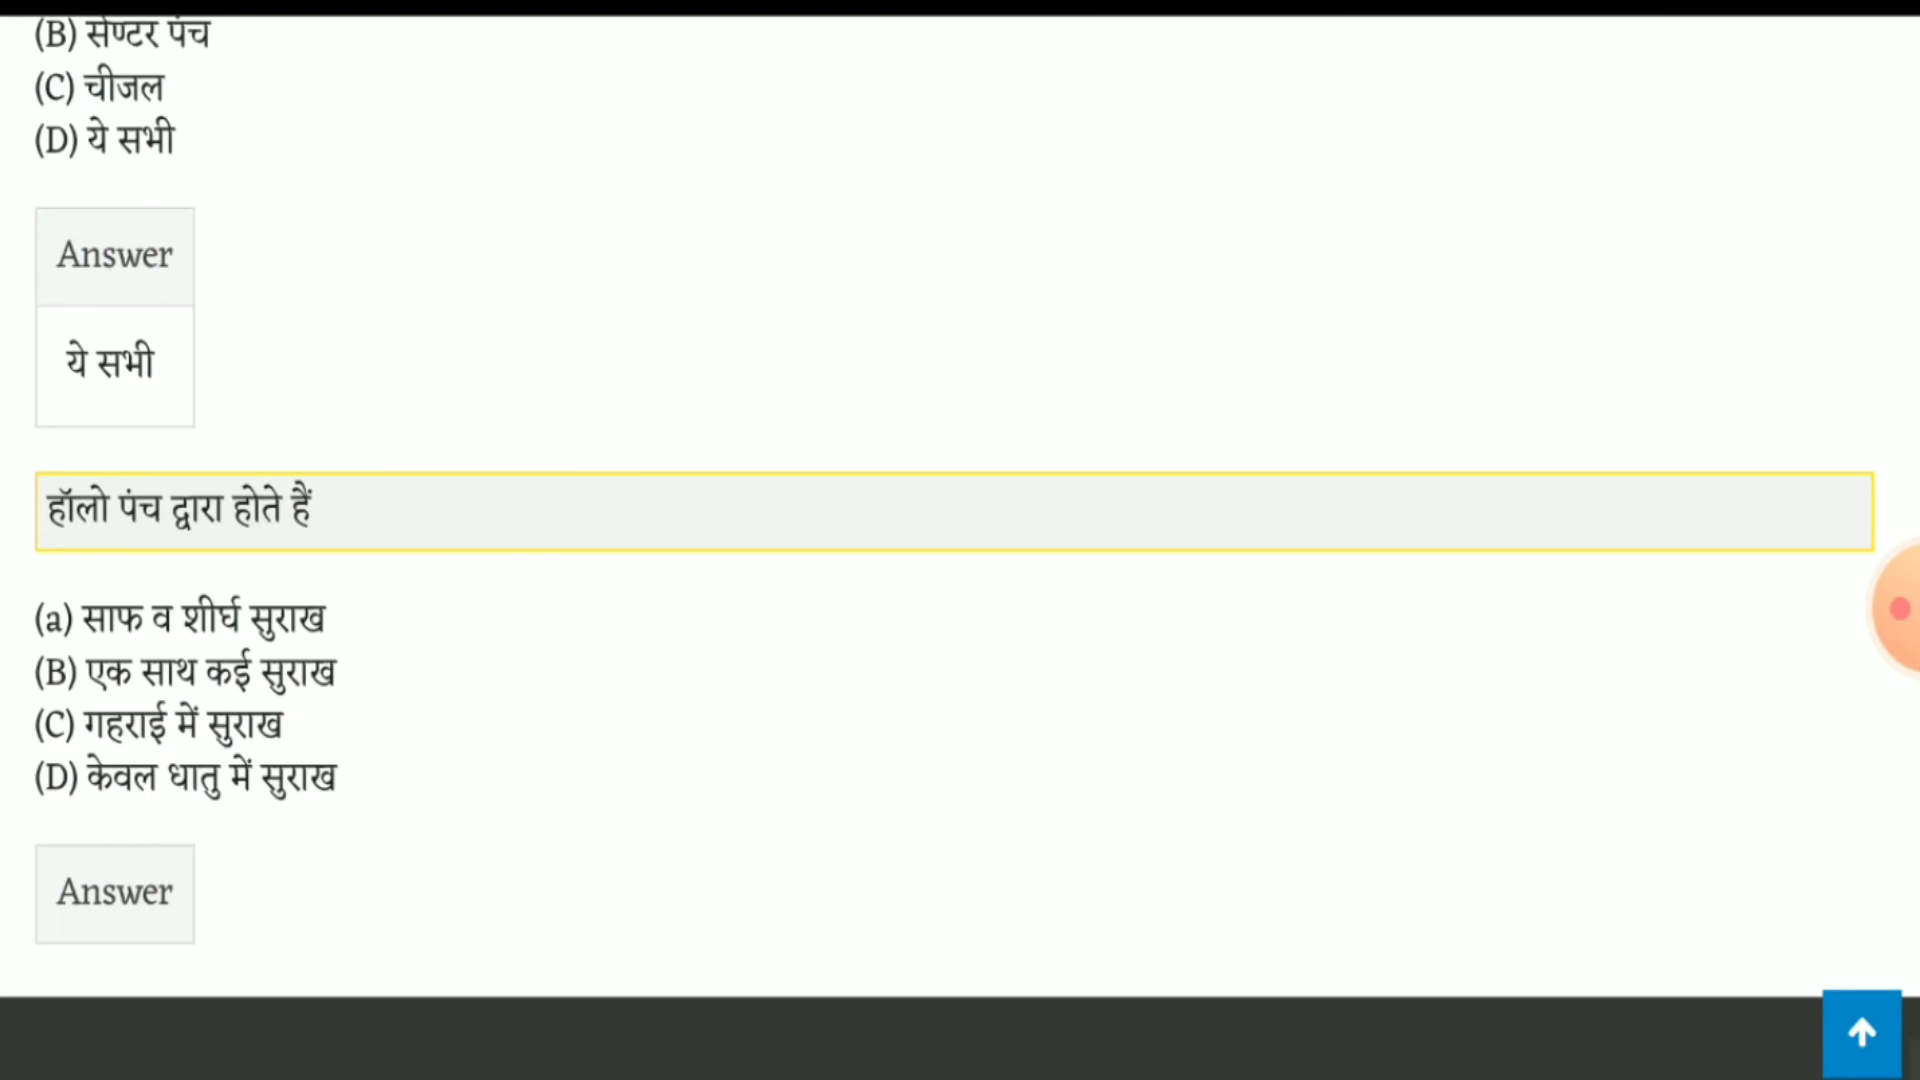 (B) सेण्टर पंच
(C) चीजल
(D) ये सभी
Answer
ये सभी
हॉलो पंच द्वारा होते हैं
(a) साफ व शीर्घ सुराख
(B) एक साथ कई सुराख
(C) गहराई में सुराख
(D) केवल धातु में सुराख
Answer